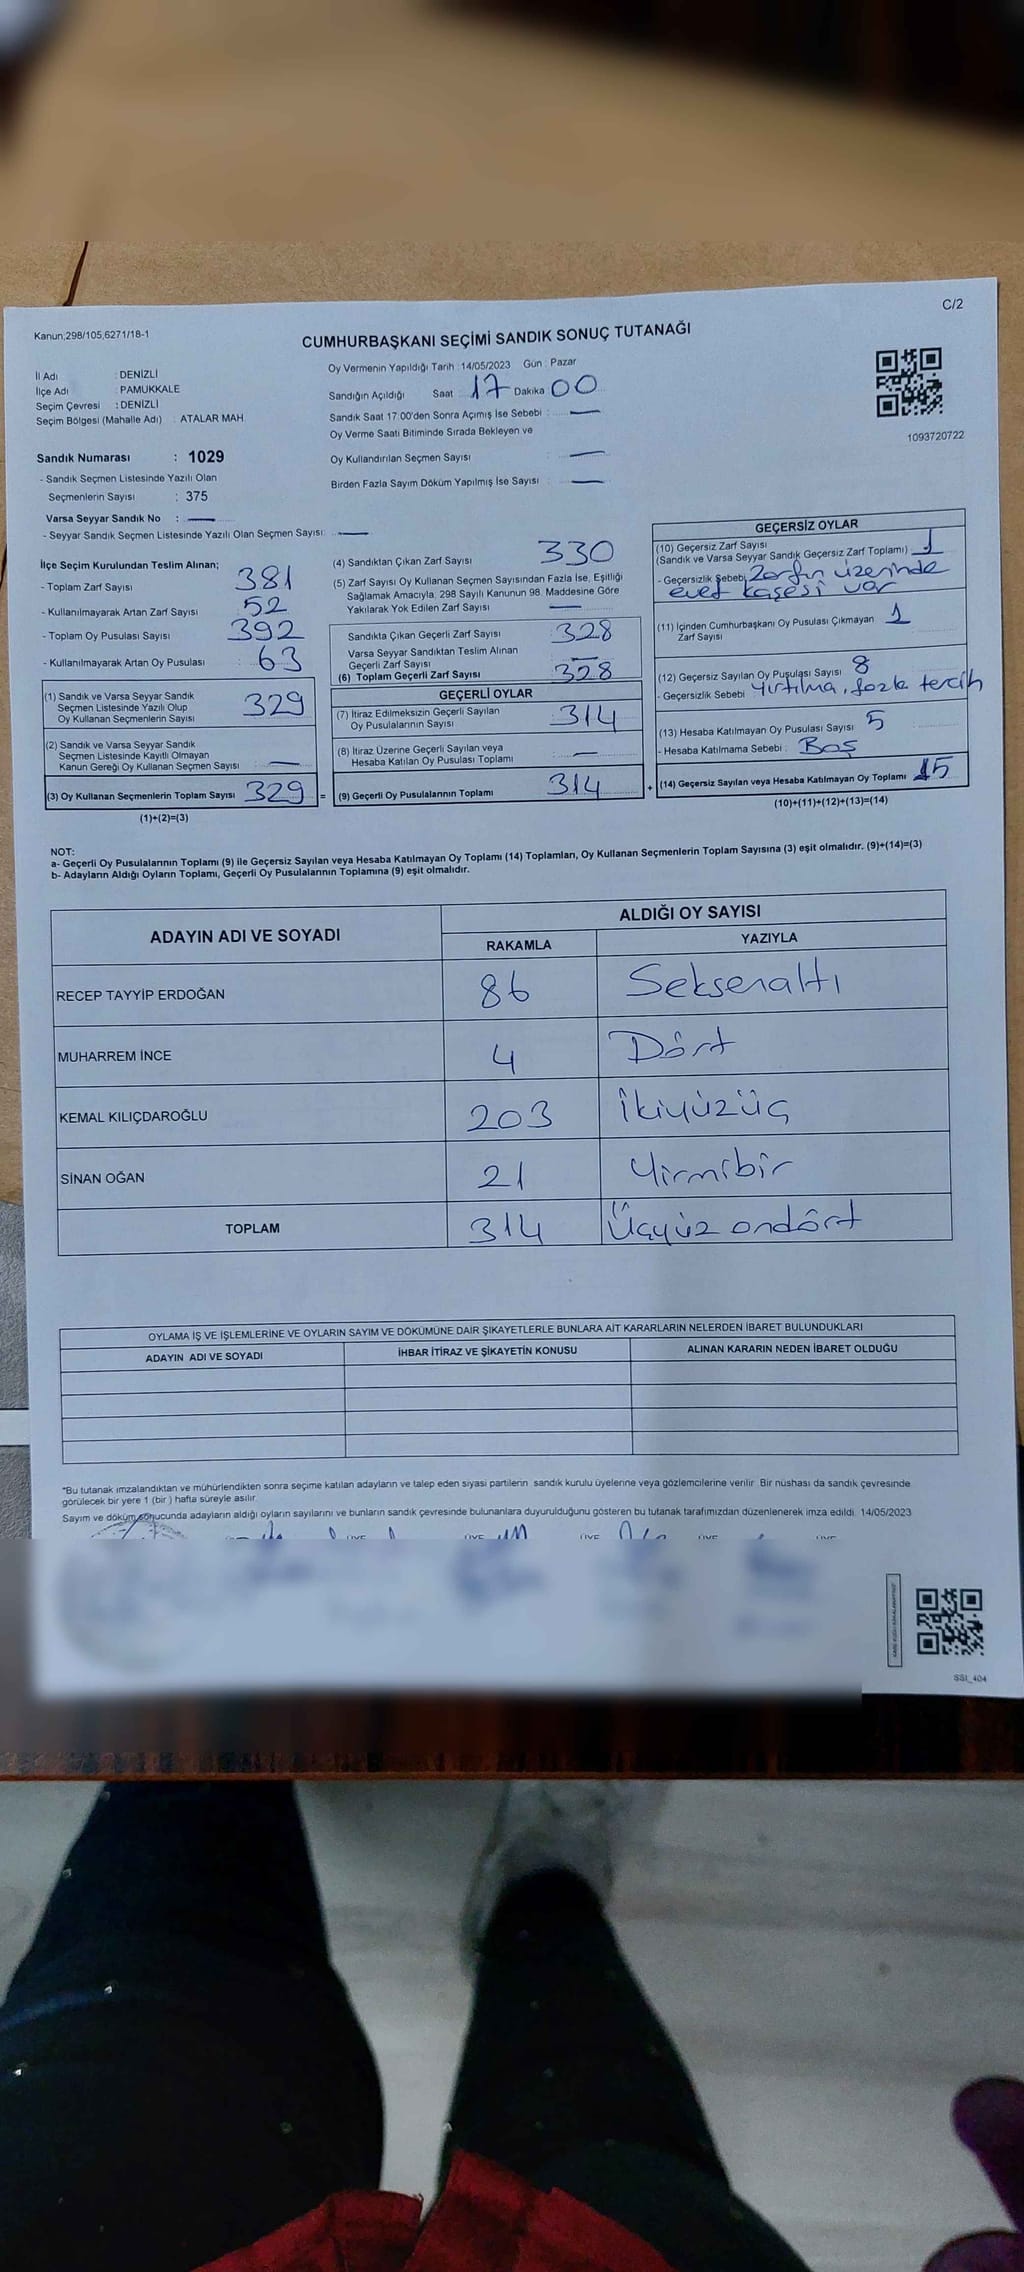 C/2
Kanun;298/105,6271/18-1
CUMHURBAŞKANI SEÇİMİ SANDIK SONUÇ TUTANAĞI
İl Adı : DENİZLİ
İlçe Adı : PAMUKKALE
Seçim Çevresi : DENİZLİ
Seçim Bölgesi (Mahalle Adı) : ATALAR MAH
Oy Vermenin Yapıldığı Tarih : 14/05/2023 Gün : Pazar
Sandığın Açıldığı Saat : 17 Dakika 00
Sandık Saat 17:00'den Sonra Açımış İse Sebebi : —
Oy Verme Saati Bitiminde Sırada Bekleyen ve
Oy Kullandırılan Seçmen Sayısı : —
Birden Fazla Sayım Döküm Yapılmış İse Sayısı : —
1093720722
Sandık Numarası : 1029
- Sandık Seçmen Listesinde Yazılı Olan
Seçmenlerin Sayısı : 375
Varsa Seyyar Sandık No : —
- Seyyar Sandık Seçmen Listesinde Yazılı Olan Seçmen Sayısı: —
İlçe Seçim Kurulundan Teslim Alınan;
- Toplam Zarf Sayısı : 381
- Kullanılmayarak Artan Zarf Sayısı : 52
- Toplam Oy Pusulası Sayısı : 392
- Kullanılmayarak Artan Oy Pusulası : 63
(1) Sandık ve Varsa Seyyar Sandık
Seçmen Listesinde Yazılı Olup
Oy Kullanan Seçmenlerin Sayısı : 329
(2) Sandık ve Varsa Seyyar Sandık
Seçmen Listesinde Kayıtlı Olmayan
Kanun Gereği Oy Kullanan Seçmen Sayısı : —
(3) Oy Kullanan Seçmenlerin Toplam Sayısı : 329 =
(1)+(2)=(3)
(4) Sandıktan Çıkan Zarf Sayısı : 330
(5) Zarf Sayısı Oy Kullanan Seçmen Sayısından Fazla İse, Eşitliği
Sağlamak Amacıyla, 298 Sayılı Kanunun 98. Maddesine Göre
Yakılarak Yok Edilen Zarf Sayısı : —
Sandıkta Çıkan Geçerli Zarf Sayısı : 328
Varsa Seyyar Sandıktan Teslim Alınan
Geçerli Zarf Sayısı : —
(6) Toplam Geçerli Zarf Sayısı : 328
GEÇERLİ OYLAR
(7) İtiraz Edilmeksizin Geçerli Sayılan
Oy Pusulalarının Sayısı : 314
(8) İtiraz Üzerine Geçerli Sayılan veya
Hesaba Katılan Oy Pusulası Toplamı : —
(9) Geçerli Oy Pusulalarının Toplamı : 314 +
GEÇERSİZ OYLAR
(10) Geçersiz Zarf Sayısı
(Sandık ve Varsa Seyyar Sandık Geçersiz Zarf Toplamı) 1
- Geçersizlik Sebebi Zarfın üzerinde
evet kaşesi var
(11) İçinden Cumhurbaşkanı Oy Pusulası Çıkmayan 1
Zarf Sayısı
(12) Geçersiz Sayılan Oy Pusulası Sayısı : 8
- Geçersizlik Sebebi Yırtılma, fazla tercih
(13) Hesaba Katılmayan Oy Pusulası Sayısı : 5
- Hesaba Katılmama Sebebi : Boş
(14) Geçersiz Sayılan veya Hesaba Katılmayan Oy Toplamı 15
(10)+(11)+(12)+(13)=(14)
NOT:
a- Geçerli Oy Pusulalarının Toplamı (9) ile Geçersiz Sayılan veya Hesaba Katılmayan Oy Toplamı (14) Toplamları, Oy Kullanan Seçmenlerin Toplam Sayısına (3) eşit olmalıdır. (9)+(14)=(3)
b- Adayların Aldığı Oyların Toplamı, Geçerli Oy Pusulalarının Toplamına (9) eşit olmalıdır.
ADAYIN ADI VE SOYADI
ALDIĞI OY SAYISI
RAKAMLA YAZIYLA
RECEP TAYYİP ERDOĞAN 86 Seksenaltı
MUHARREM İNCE 4 Dört
KEMAL KILIÇDAROĞLU 203 İkiyüzüç
SİNAN OĞAN 21 Yirmibir
TOPLAM 314 Üçyüz ondört
OYLAMA İŞ VE İŞLEMLERİNE VE OYLARIN SAYIM VE DÖKÜMÜNE DAİR ŞİKAYETLERLE BUNLARA AİT KARARLARIN NELERDEN İBARET BULUNDUKLARI
ADAYIN ADI VE SOYADI İHBAR İTİRAZ VE ŞİKAYETİN KONUSU ALINAN KARARIN NEDEN İBARET OLDUĞU
*Bu tutanak imzalandıktan ve mühürlendikten sonra seçime katılan adayların ve talep eden siyasi partilerin sandık kurulu üyelerine veya gözlemcilerine verilir. Bir nüshası da sandık çevresinde
görülecek bir yere 1 (bir) hafta süreyle asılır.
Sayım ve döküm sonucunda adayların aldığı oyların sayılarını ve bunların sandık çevresinde bulunanlara duyurulduğunu gösteren bu tutanak tarafımızdan düzenlenerek imza edildi. 14/05/2023
ÜYE ÜYE ÜYE ÜYE ÜYE
SSI_404